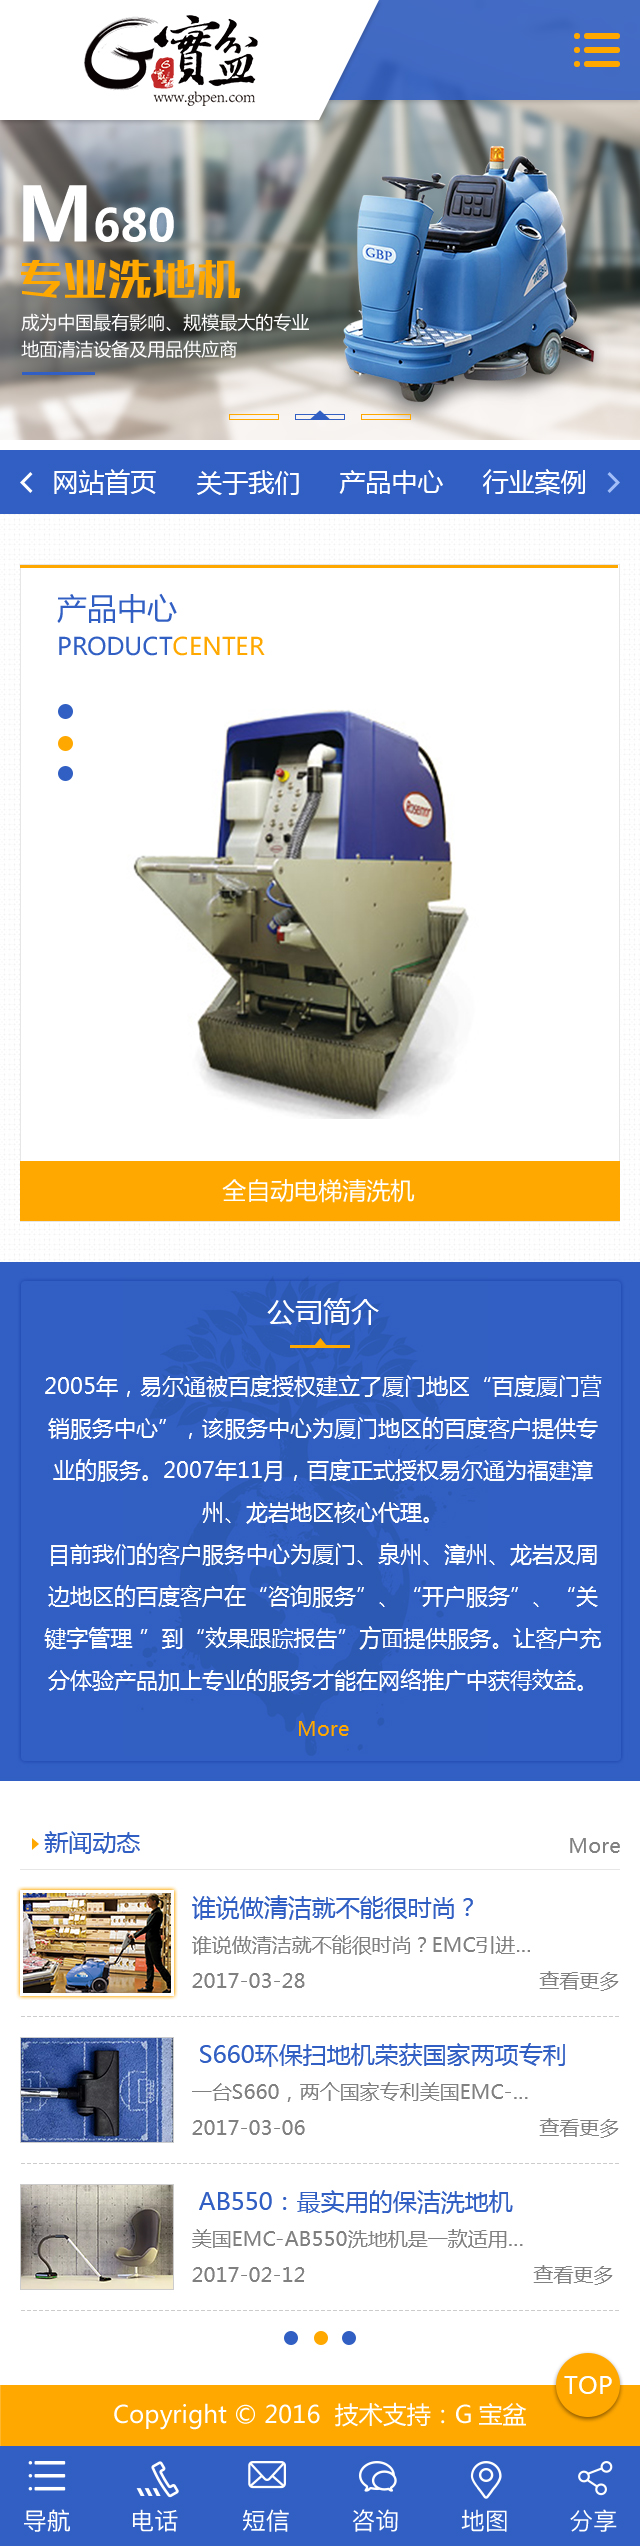 G寶盆
www.gbpen.com
M680
专业洗地机
成为中国最有影响、规模最大的专业
地面清洁设备及用品供应商
GBP
网站首页 关于我们 产品中心 行业案例
产品中心
PRODUCTCENTER
Rosemor
全自动电梯清洗机
公司简介
2005年，易尔通被百度授权建立了厦门地区“百度厦门营
销服务中心”，该服务中心为厦门地区的百度客户提供专
业的服务。2007年11月，百度正式授权易尔通为福建漳
州、龙岩地区核心代理。
目前我们的客户服务中心为厦门、泉州、漳州、龙岩及周
边地区的百度客户在“咨询服务”、“开户服务”、“关
键字管理 ”到“效果跟踪报告”方面提供服务。让客户充
分体验产品加上专业的服务才能在网络推广中获得效益。
More
新闻动态 More
谁说做清洁就不能很时尚？
谁说做清洁就不能很时尚？EMC引进...
2017-03-28 查看更多
S660环保扫地机荣获国家两项专利
一台S660，两个国家专利美国EMC-...
2017-03-06 查看更多
AB550：最实用的保洁洗地机
美国EMC-AB550洗地机是一款适用...
2017-02-12 查看更多
TOP
Copyright © 2016 技术支持：G 宝盆
导航 电话 短信 咨询 地图 分享